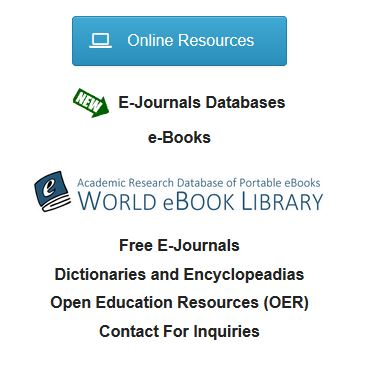 Online Resources
NEW E-Journals Databases
e-Books
e Academic Research Database of Portable eBooks
WORLD eBOOK LIBRARY
Free E-Journals
Dictionaries and Encyclopeadias
Open Education Resources (OER)
Contact For Inquiries